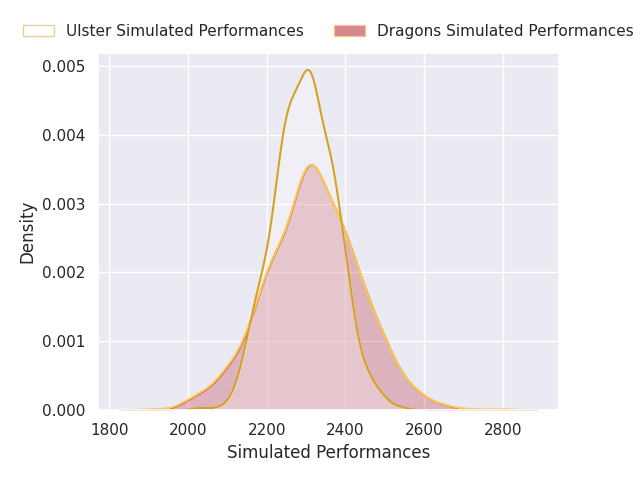 Ulster Simulated Performances
Dragons Simulated Performances
0.005
0.004
0.003
0.002
0.001
0.000
Density
1800 2000 2200 2400 2600 2800
Simulated Performances